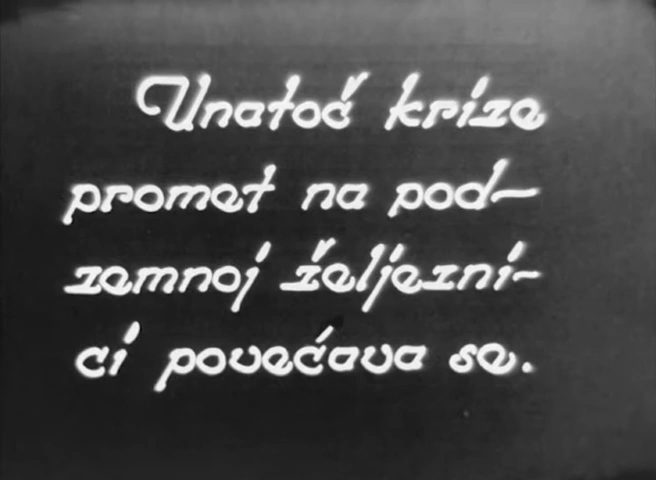 Unatoč krize
promet na pod-
zemnoj željezni-
ci povećava se.